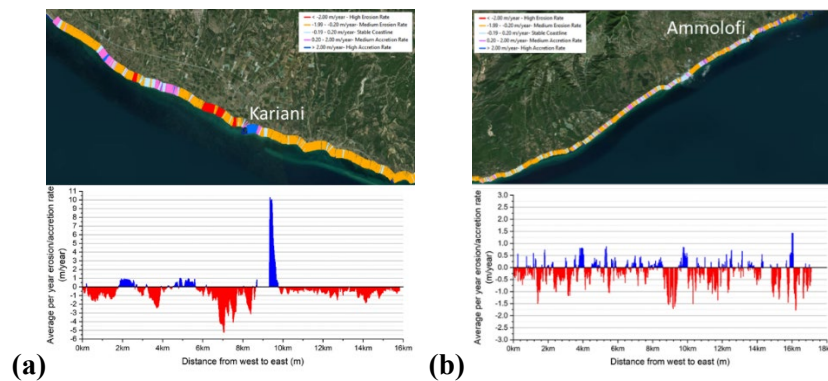 < -2.00 m/year- High Erosion Rate
-1.99 - -0.20 m/year- Medium Erosion Rate
-0.19 - 0.20 m/year- Stable Coastline
0.20 - 2.00 m/year- Medium Accretion Rate
> 2.00 m/year- High Accretion Rate
Kariani
Average per year erosion/accretion rate
(m/year)
11
10
9
8
7
6
5
4
3
2
1
0
-1
-2
-3
-4
-5
-6
0km 2km 4km 6km 8km 10km 12km 14km 16km
Distance from west to east (m)
(a)
< -2.00 m/year- High Erosion Rate
-1.99 - -0.20 m/year- Medium Erosion Rate
-0.19 - 0.20 m/year- Stable Coastline
0.20 - 2.00 m/year- Medium Accretion Rate
> 2.00 m/year- High Accretion Rate
Ammolofi
Average per year erosion/accretion rate
(m/year)
3.0
2.5
2.0
1.5
1.0
0.5
0.0
-0.5
-1.0
-1.5
-2.0
-2.5
-3.0
0km 2km 4km 6km 8km 10km 12km 14km 16km 18km
Distance from west to east (m)
(b)